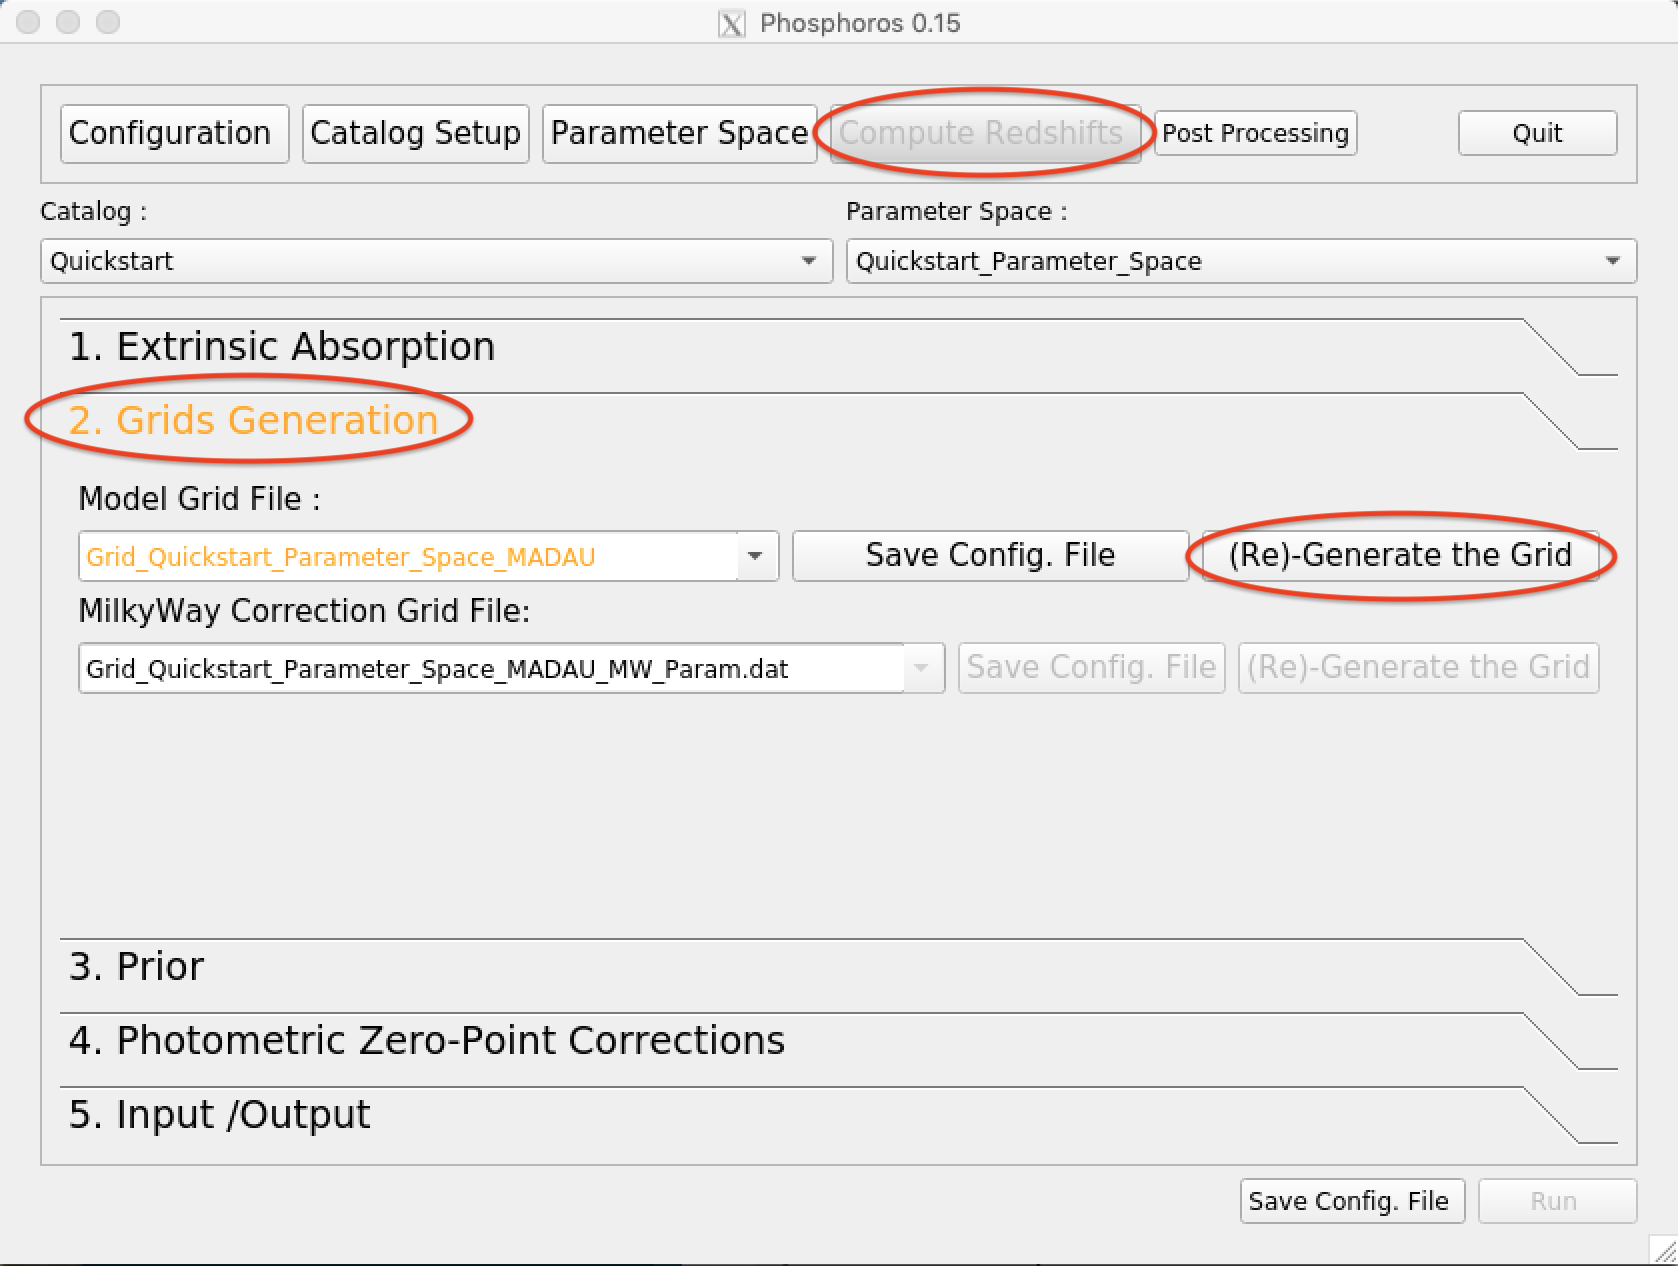 Phosphoros 0.15
Configuration Catalog Setup Parameter Space Compute Redshifts Post Processing Quit
Catalog : Parameter Space :
Quickstart Quickstart_Parameter_Space
1. Extrinsic Absorption
2. Grids Generation
Model Grid File :
Grid_Quickstart_Parameter_Space_MADAU Save Config. File (Re)-Generate the Grid
MilkyWay Correction Grid File:
Grid_Quickstart_Parameter_Space_MADAU_MW_Param.dat Save Config. File (Re)-Generate the Grid
3. Prior
4. Photometric Zero-Point Corrections
5. Input /Output
Save Config. File Run